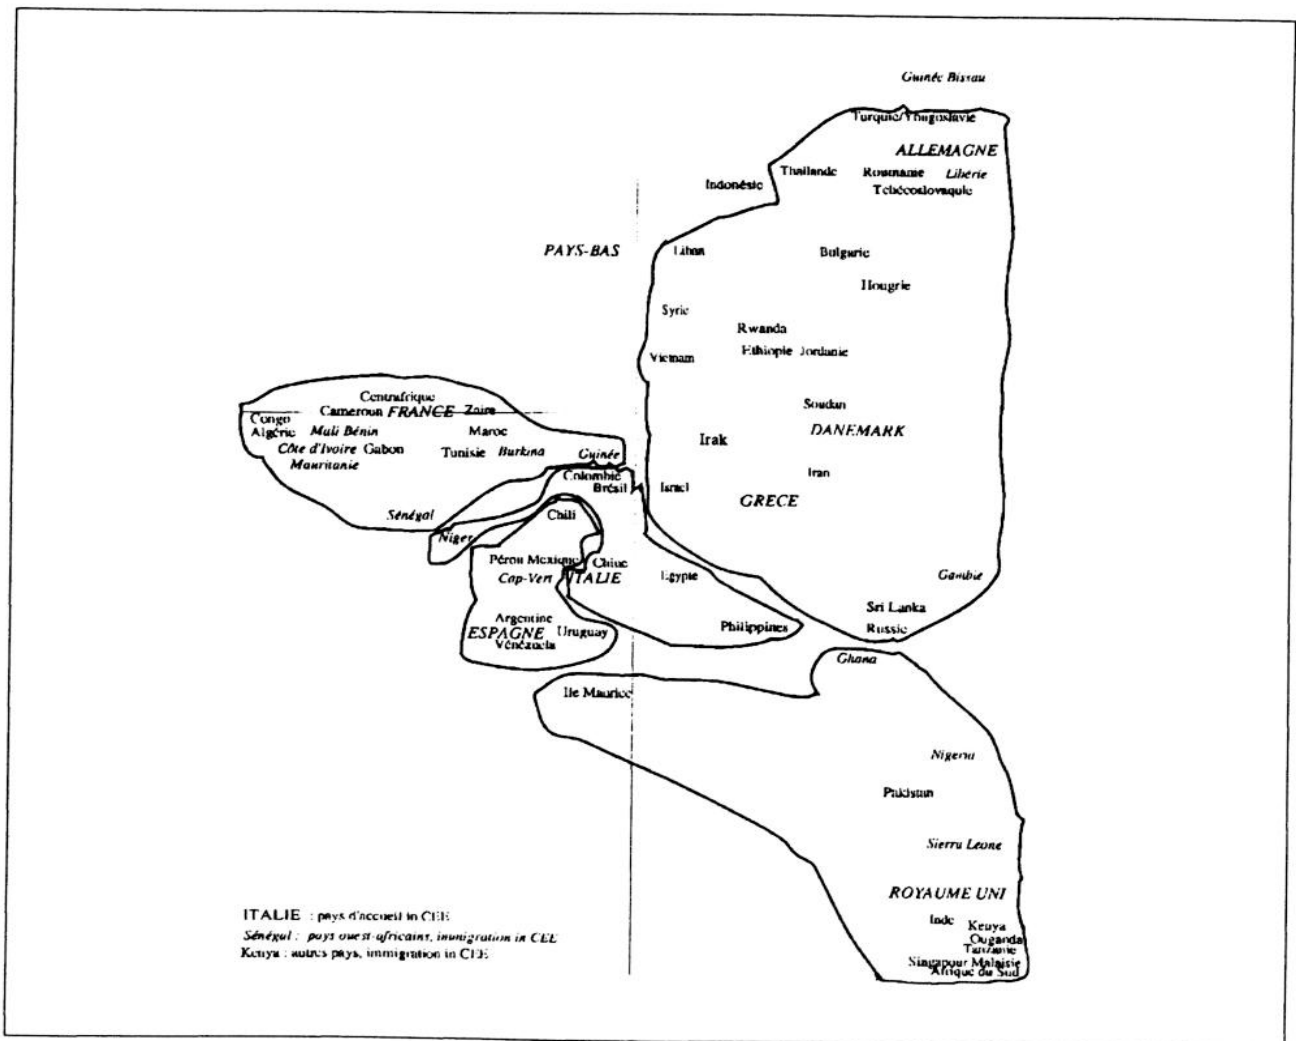 Guinée Bissau
Turquie/Yougoslavie
ALLEMAGNE
Thaïlande Roumanie Libérie
Indonésie
Tchécoslovaquie
PAYS-BAS Liban Bulgarie
Hougrie
Syrie
Rwanda
Vietnam Ethiopie Jordanie
Centrafrique
Cameroun FRANCE Zaire Soudan
Congo
Algérie Mali Bénin Maroc DANEMARK
Irak
Côte d'Ivoire Gabon Tunisie Burkina Guinée
Mauritanie
Colombie Iran
Brésil Israel
GRECE
Sénégal Chili
Niger
Pérou Mexique Chine
Cap-Vert ITALIE Egypte Gambie
Sri Lanka
Argentine
ESPAGNE Uruguay Philippines Russie
Vénézuela
Ghana
Ile Maurice
Nigeria
Pakistan
Sierra Leone
ROYAUME UNI
Inde Kenya
Ouganda
Tanzanie
Singapour Malaisie
Afrique du Sud
ITALIE : pays d'accueil in CEE
Sénégal : pays ouest-africains, immigration in CEE
Kenya : autres pays, immigration in CEE